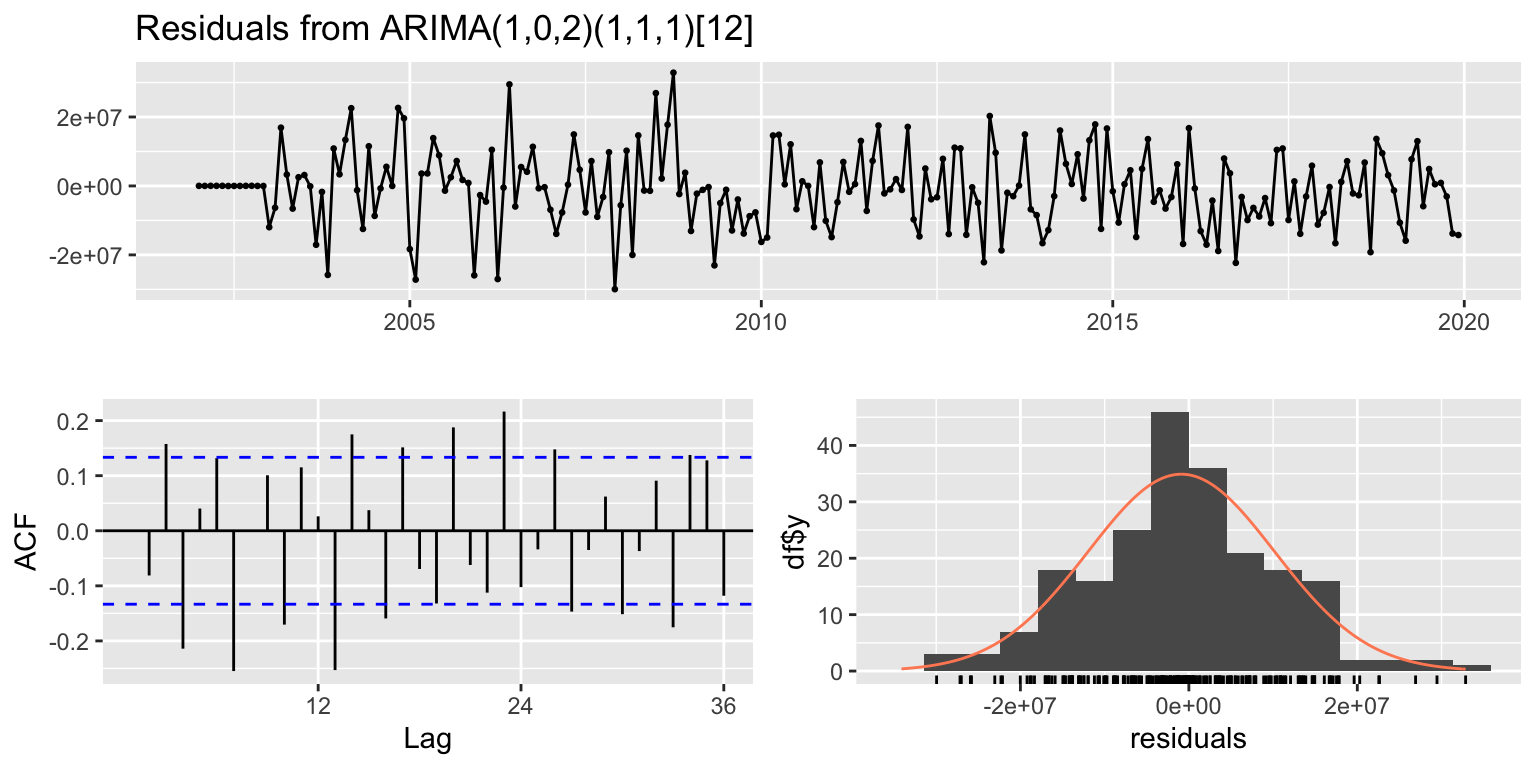 Residuals from ARIMA(1,0,2)(1,1,1)[12]
2e+07
0e+00
-2e+07
2005 2010 2015 2020
ACF
0.2
0.1
0.0
-0.1
-0.2
12 24 36
Lag
df$y
40
30
20
10
0
-2e+07 0e+00 2e+07
residuals